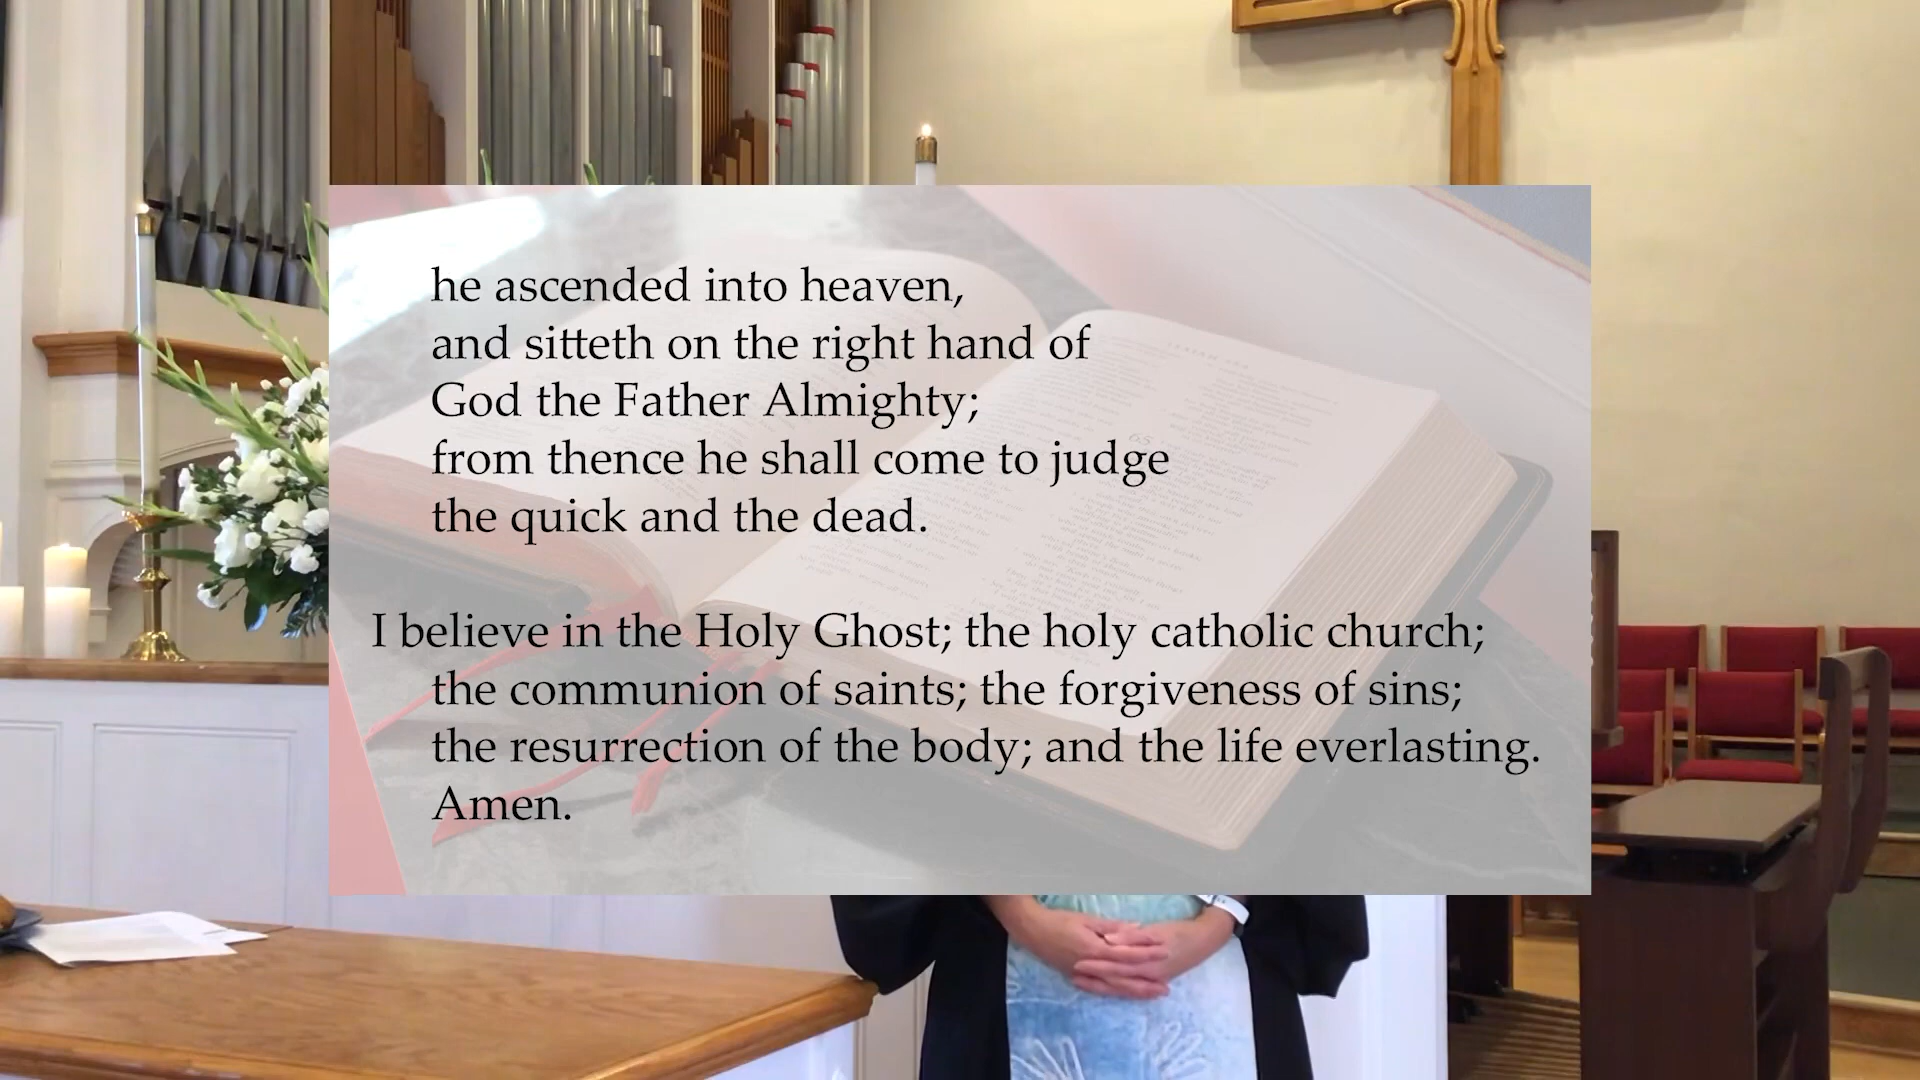 he ascended into heaven,
and sitteth on the right hand of
God the Father Almighty;
from thence he shall come to judge
the quick and the dead.
I believe in the Holy Ghost; the holy catholic church;
the communion of saints; the forgiveness of sins;
the resurrection of the body; and the life everlasting.
Amen.